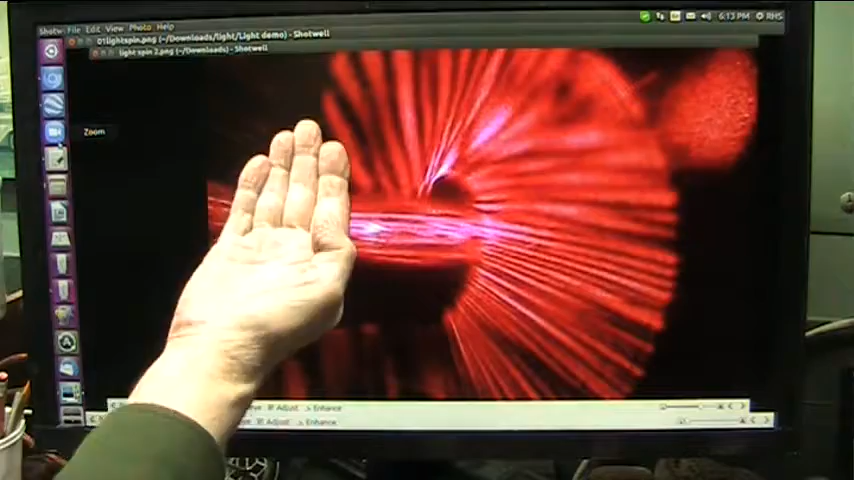 Shotw File Edit View Photo Help
6:13 PM RHS
01lightspin.png (~/Downloads/light/Light demo) - Shotwell
light spin 2.png (~/Downloads) - Shotwell
Zoom
Adjust Enhance
Adjust Enhance